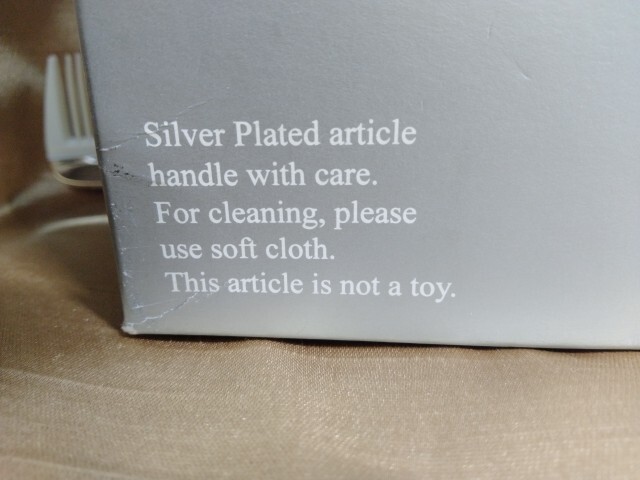 Silver Plated article
handle with care.
For cleaning, please
use soft cloth.
This article is not a toy.